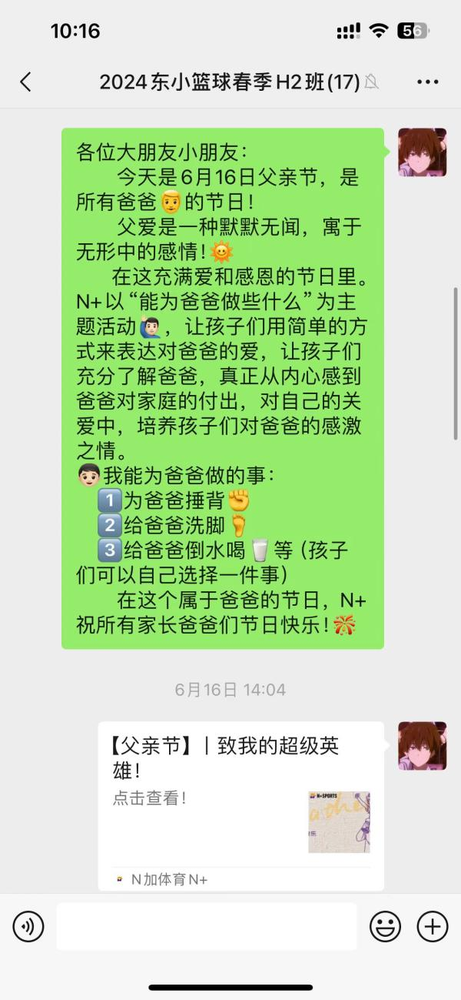 10:16
56
2024东小篮球春季H2班(17)
各位大朋友小朋友：
今天是6月16日父亲节，是
所有爸爸👨的节日！
父爱是一种默默无闻，寓于
无形中的感情！🌞
在这充满爱和感恩的节日里。
N+以“能为爸爸做些什么”为主
题活动🙋🏻‍♂️，让孩子们用简单的方
式来表达对爸爸的爱，让孩子们
充分了解爸爸，真正从内心感到
爸爸对家庭的付出，对自己的关
爱中，培养孩子们对爸爸的感激
之情。
👦🏻我能为爸爸做的事：
1️⃣为爸爸捶背✊
2️⃣给爸爸洗脚🦶
3️⃣给爸爸倒水喝🥛等（孩子
们可以自己选择一件事）
在这个属于爸爸的节日，N+
祝所有家长爸爸们节日快乐！🎆
6月16日 14:04
【父亲节】丨致我的超级英
雄！
点击查看！
N+SPORTS
N加体育N+